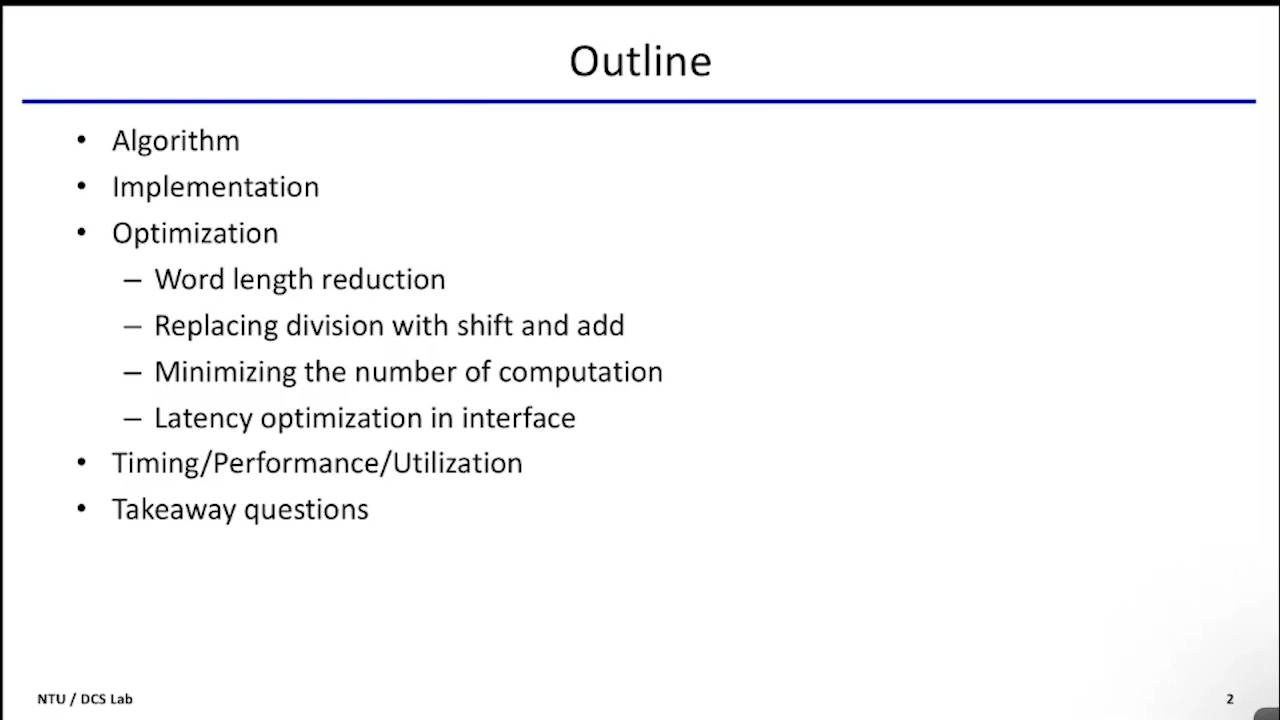 Outline
• Algorithm
• Implementation
• Optimization
– Word length reduction
– Replacing division with shift and add
– Minimizing the number of computation
– Latency optimization in interface
• Timing/Performance/Utilization
• Takeaway questions
NTU / DCS Lab
2